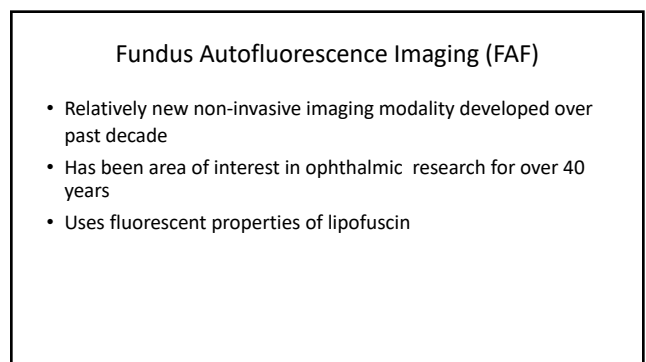 Fundus Autofluorescence Imaging (FAF)
• Relatively new non-invasive imaging modality developed over
past decade
• Has been area of interest in ophthalmic research for over 40
years
• Uses fluorescent properties of lipofuscin